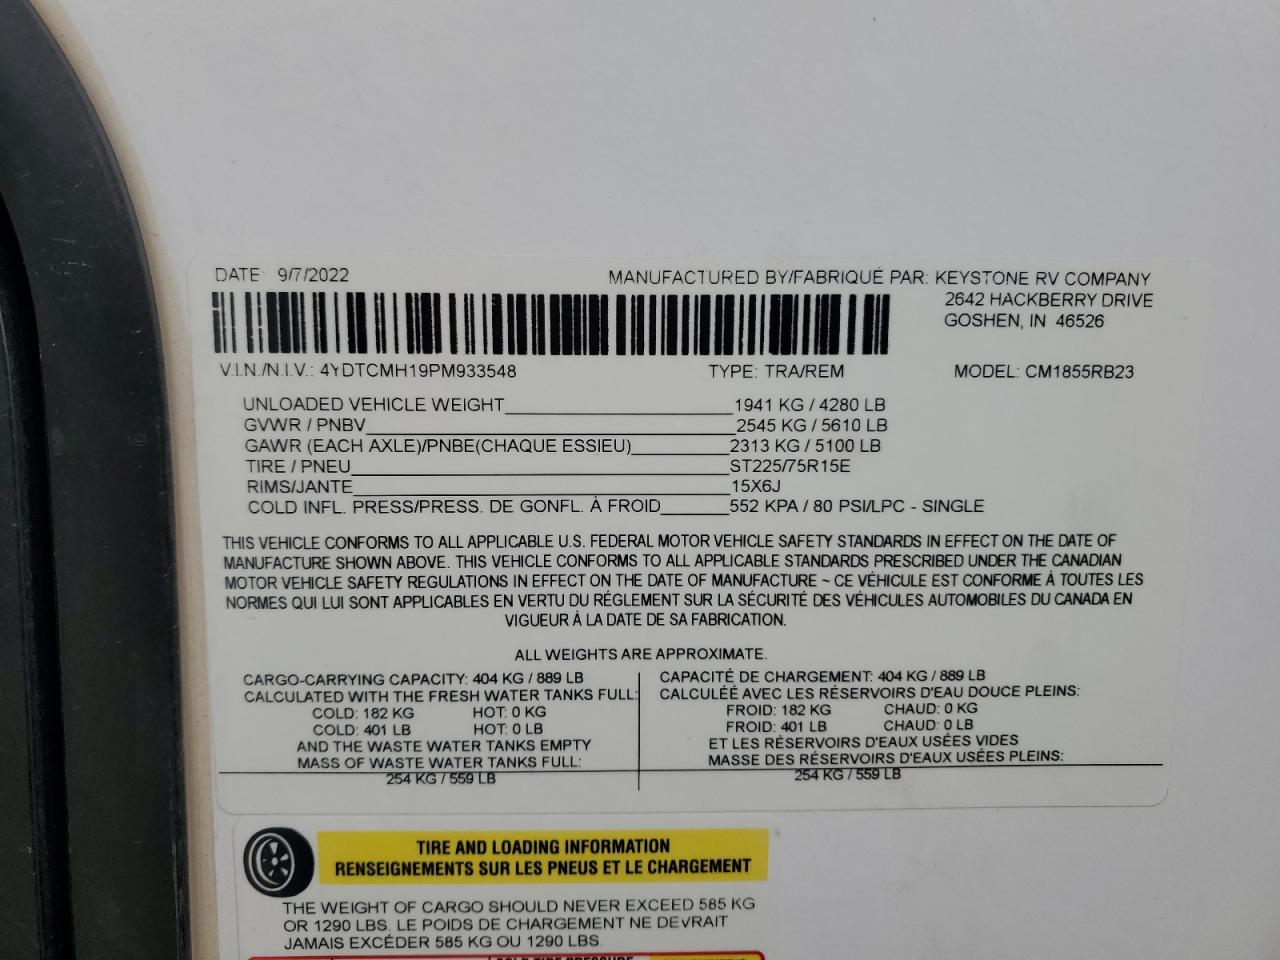 DATE 9/7/2022
MANUFACTURED BY/FABRIQUÉ PAR: KEYSTONE RV COMPANY
2642 HACKBERRY DRIVE
GOSHEN, IN 46526
V.I.N./N.I.V.: 4YDTCMH19PM933548 TYPE: TRA/REM MODEL: CM1855RB23
UNLOADED VEHICLE WEIGHT 1941 KG / 4280 LB
GVWR / PNBV 2545 KG / 5610 LB
GAWR (EACH AXLE)/PNBE(CHAQUE ESSIEU) 2313 KG / 5100 LB
TIRE / PNEU ST225/75R15E
RIMS/JANTE 15X6J
COLD INFL. PRESS/PRESS. DE GONFL. À FROID 552 KPA / 80 PSI/LPC - SINGLE
THIS VEHICLE CONFORMS TO ALL APPLICABLE U.S. FEDERAL MOTOR VEHICLE SAFETY STANDARDS IN EFFECT ON THE DATE OF
MANUFACTURE SHOWN ABOVE. THIS VEHICLE CONFORMS TO ALL APPLICABLE STANDARDS PRESCRIBED UNDER THE CANADIAN
MOTOR VEHICLE SAFETY REGULATIONS IN EFFECT ON THE DATE OF MANUFACTURE ~ CE VÉHICULE EST CONFORME À TOUTES LES
NORMES QUI LUI SONT APPLICABLES EN VERTU DU RÉGLEMENT SUR LA SÉCURITÉ DES VÉHICULES AUTOMOBILES DU CANADA EN
VIGUEUR À LA DATE DE SA FABRICATION.
ALL WEIGHTS ARE APPROXIMATE.
CARGO-CARRYING CAPACITY: 404 KG / 889 LB
CALCULATED WITH THE FRESH WATER TANKS FULL:
COLD: 182 KG HOT: 0 KG
COLD: 401 LB HOT: 0 LB
AND THE WASTE WATER TANKS EMPTY
MASS OF WASTE WATER TANKS FULL:
254 KG / 559 LB
CAPACITÉ DE CHARGEMENT: 404 KG / 889 LB
CALCULÉE AVEC LES RÉSERVOIRS D'EAU DOUCE PLEINS:
FROID: 182 KG CHAUD: 0 KG
FROID: 401 LB CHAUD: 0 LB
ET LES RÉSERVOIRS D'EAUX USÉES VIDES
MASSE DES RÉSERVOIRS D'EAUX USÉES PLEINS:
254 KG / 559 LB
TIRE AND LOADING INFORMATION
RENSEIGNEMENTS SUR LES PNEUS ET LE CHARGEMENT
THE WEIGHT OF CARGO SHOULD NEVER EXCEED 585 KG
OR 1290 LBS. LE POIDS DE CHARGEMENT NE DEVRAIT
JAMAIS EXCÉDER 585 KG OU 1290 LBS.